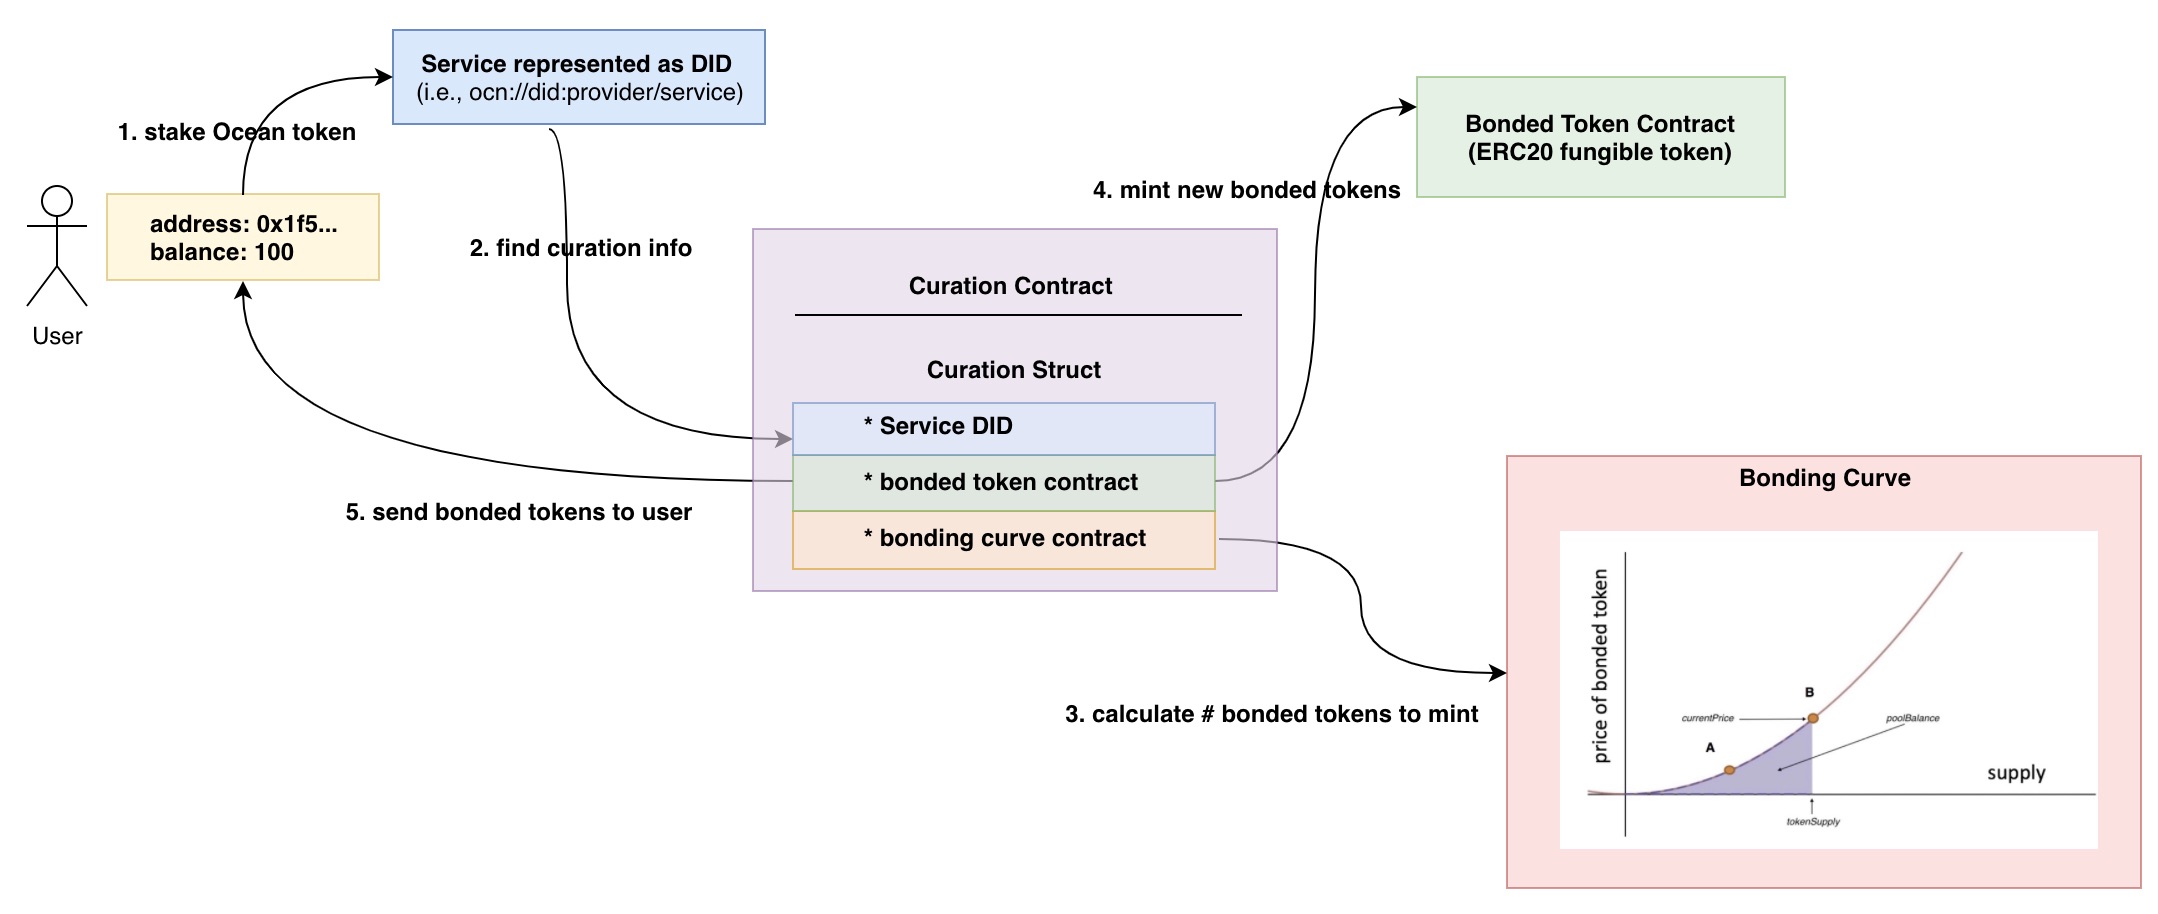 Service represented as DID
(i.e., ocn://did:provider/service)
1. stake Ocean token
address: 0x1f5...
balance: 100
User
2. find curation info
4. mint new bonded tokens
Bonded Token Contract
(ERC20 fungible token)
Curation Contract
Curation Struct
* Service DID
* bonded token contract
* bonding curve contract
5. send bonded tokens to user
3. calculate # bonded tokens to mint
Bonding Curve
price of bonded token
B
currentPrice
poolBalance
A
supply
tokenSupply